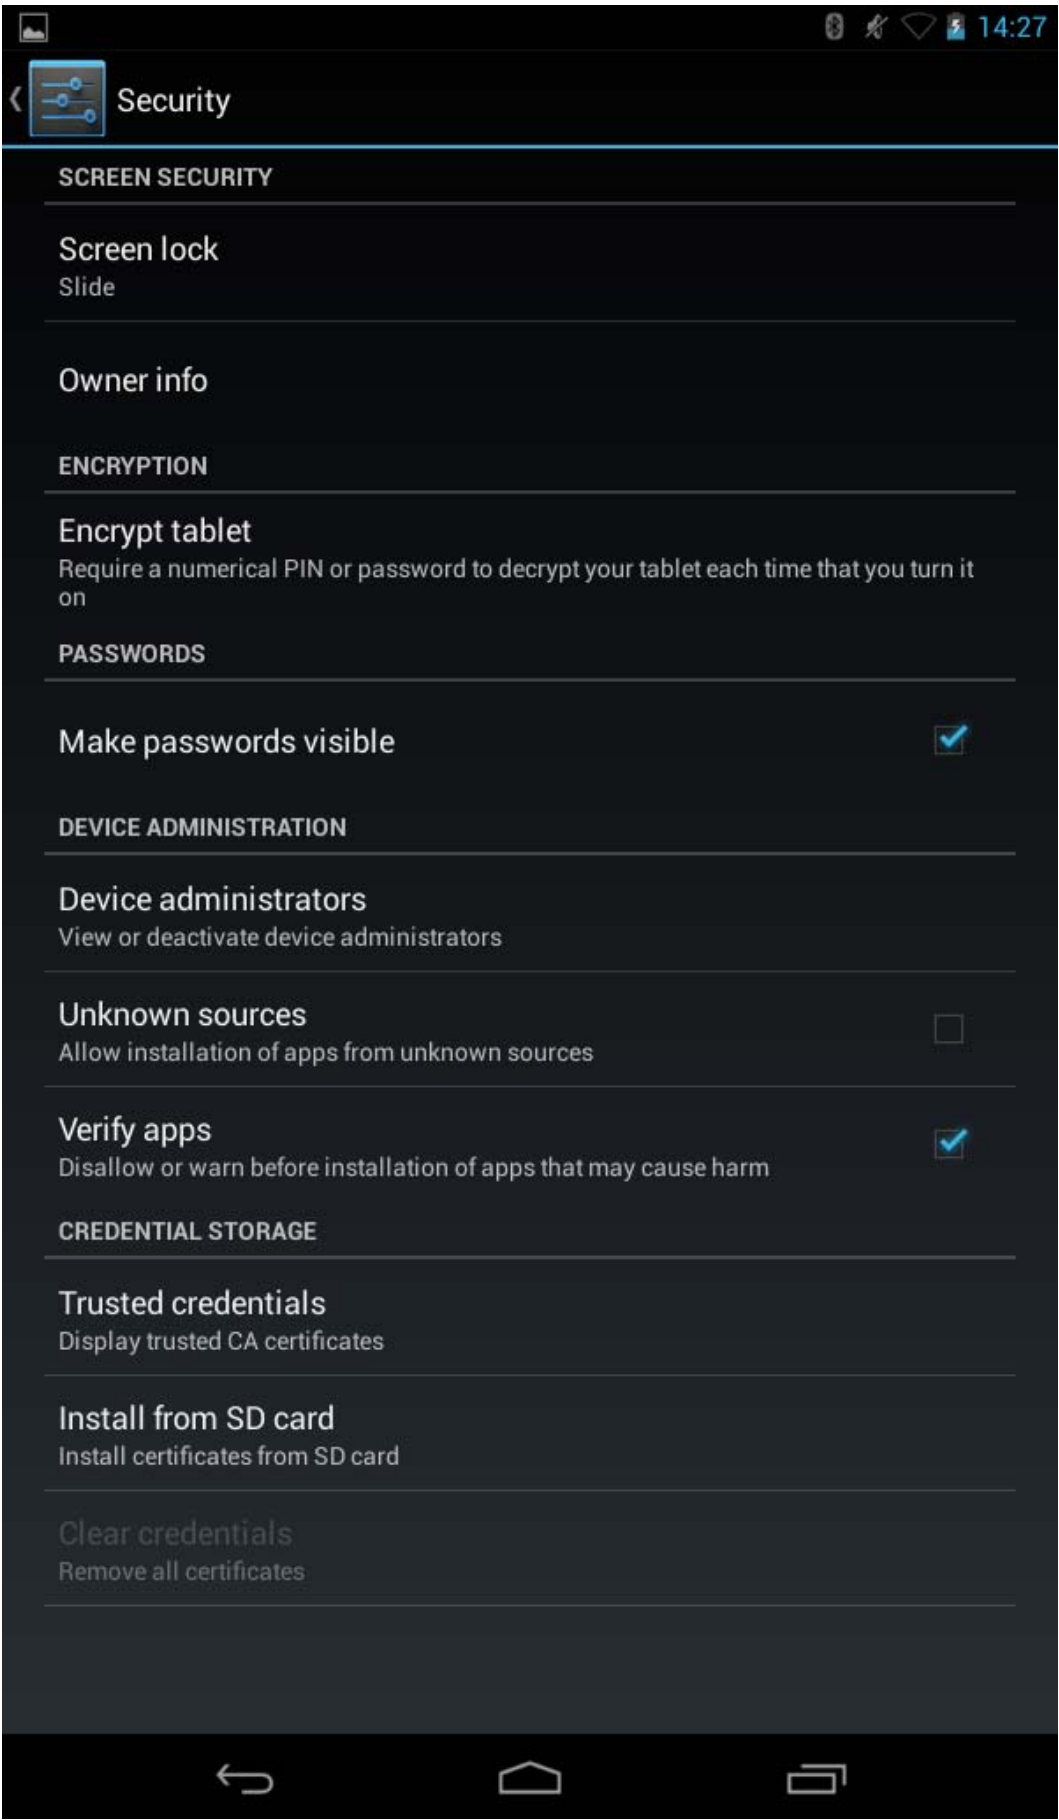 14:27
Security
SCREEN SECURITY
Screen lock
Slide
Owner info
ENCRYPTION
Encrypt tablet
Require a numerical PIN or password to decrypt your tablet each time that you turn it
on
PASSWORDS
Make passwords visible
DEVICE ADMINISTRATION
Device administrators
View or deactivate device administrators
Unknown sources
Allow installation of apps from unknown sources
Verify apps
Disallow or warn before installation of apps that may cause harm
CREDENTIAL STORAGE
Trusted credentials
Display trusted CA certificates
Install from SD card
Install certificates from SD card
Clear credentials
Remove all certificates